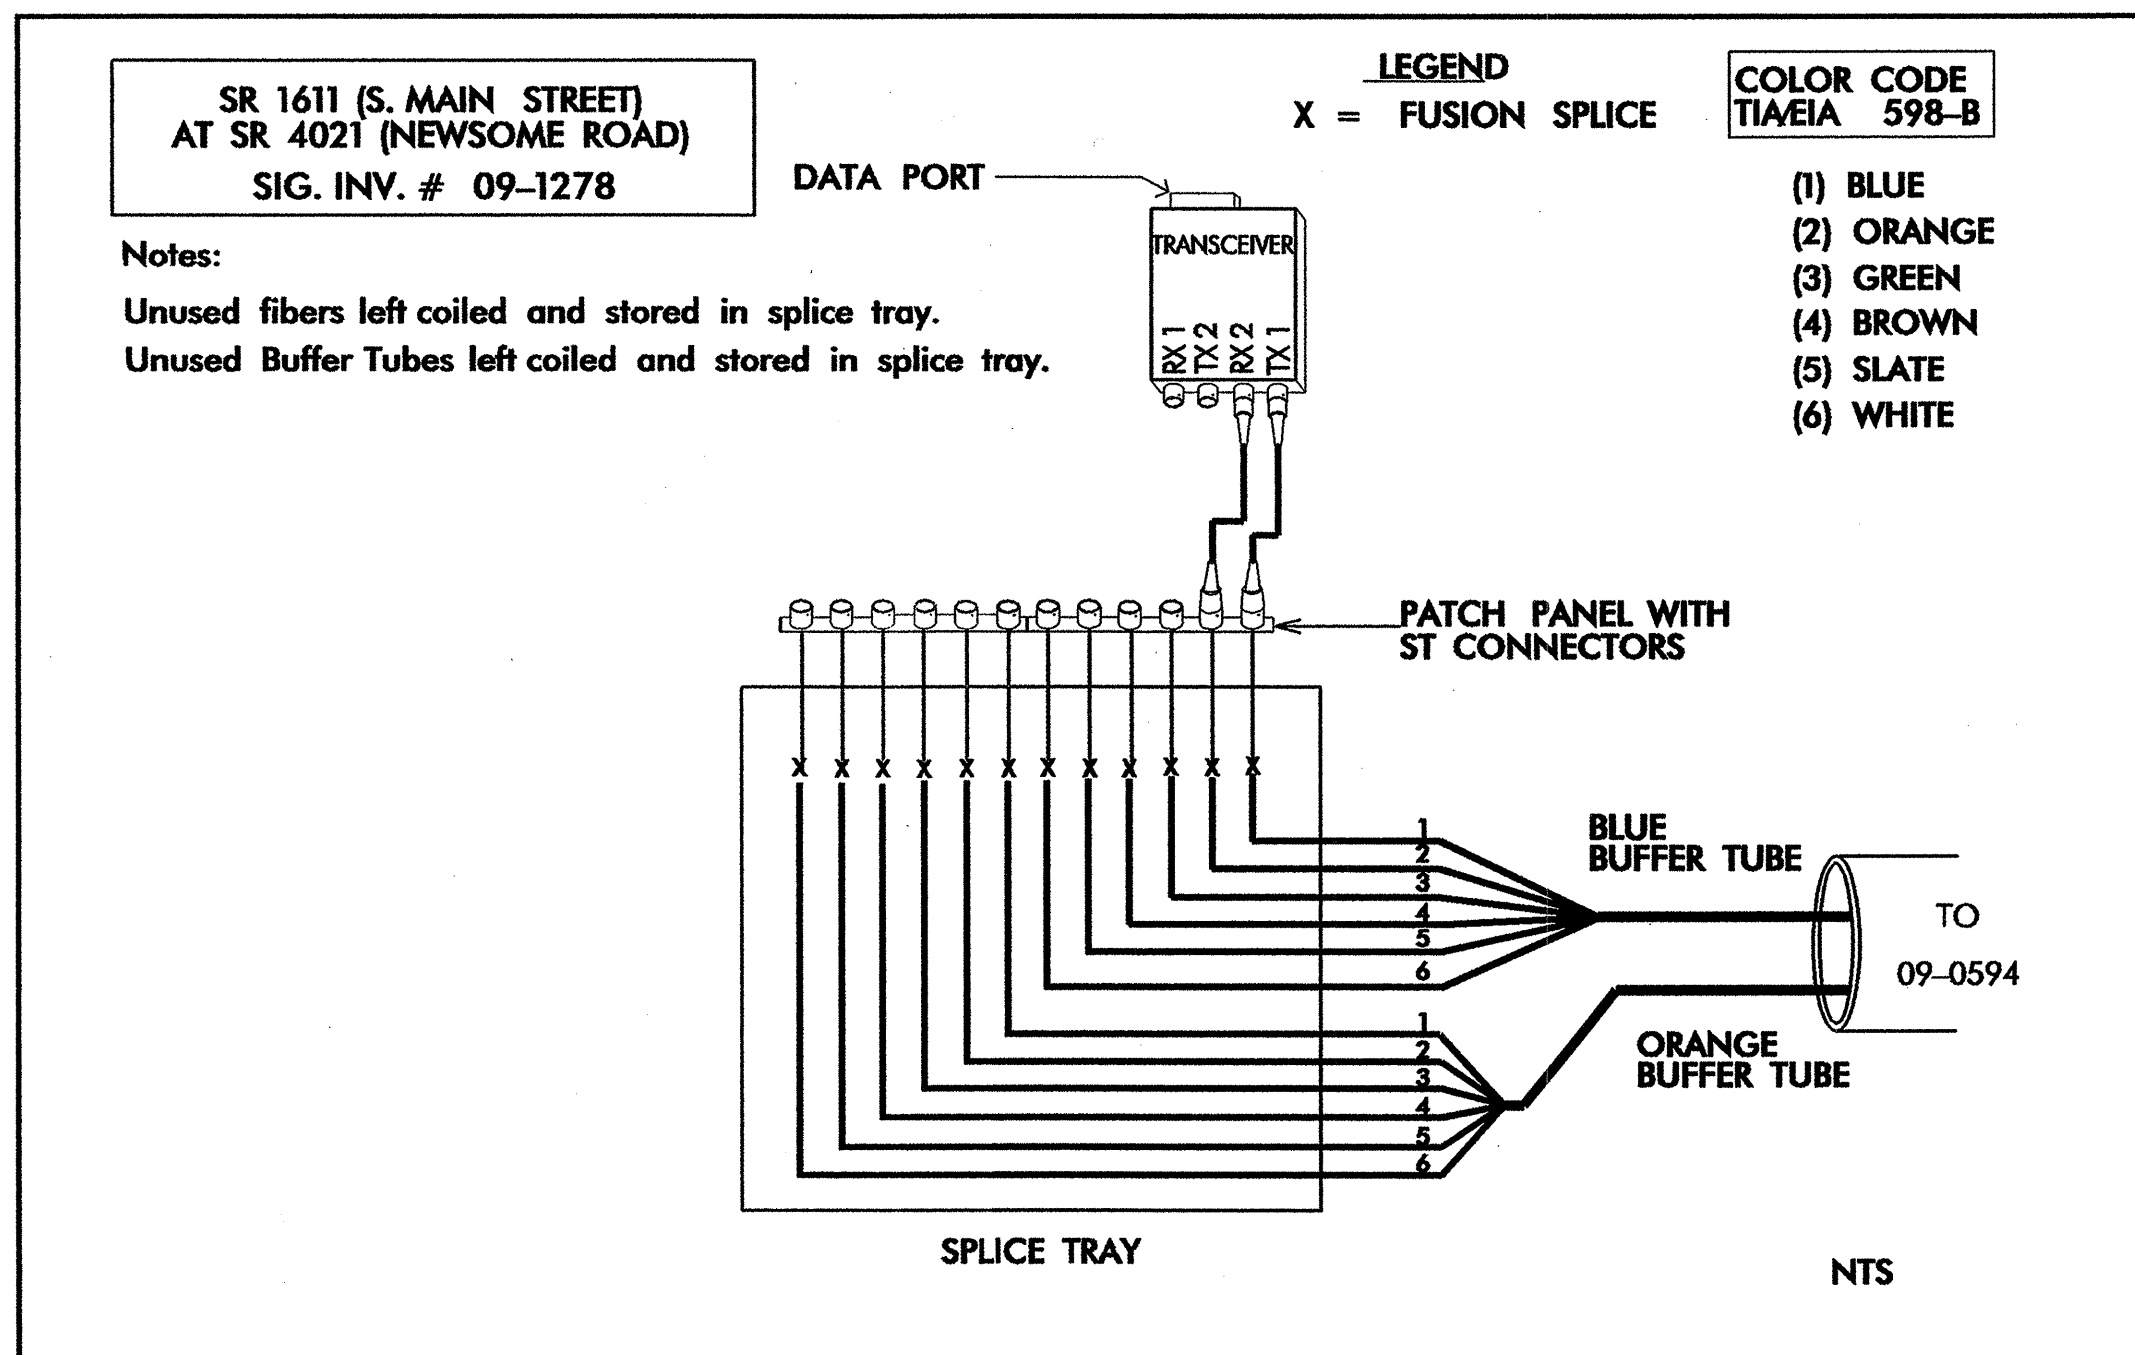 SR 1611 (S. MAIN STREET)
AT SR 4021 (NEWSOME ROAD)
SIG. INV. # 09-1278
Notes:
Unused fibers left coiled and stored in splice tray.
Unused Buffer Tubes left coiled and stored in splice tray.
DATA PORT
LEGEND
X = FUSION SPLICE
COLOR CODE
TIA/EIA 598-B
(1) BLUE
(2) ORANGE
(3) GREEN
(4) BROWN
(5) SLATE
(6) WHITE
TRANSCEIVER
RX 1
TX 2
RX 2
TX 1
PATCH PANEL WITH
ST CONNECTORS
X X X X X X X X X X X X
1
2
3
4
5
6
BLUE
BUFFER TUBE
TO
09-0594
1
2
3
4
5
6
ORANGE
BUFFER TUBE
SPLICE TRAY
NTS